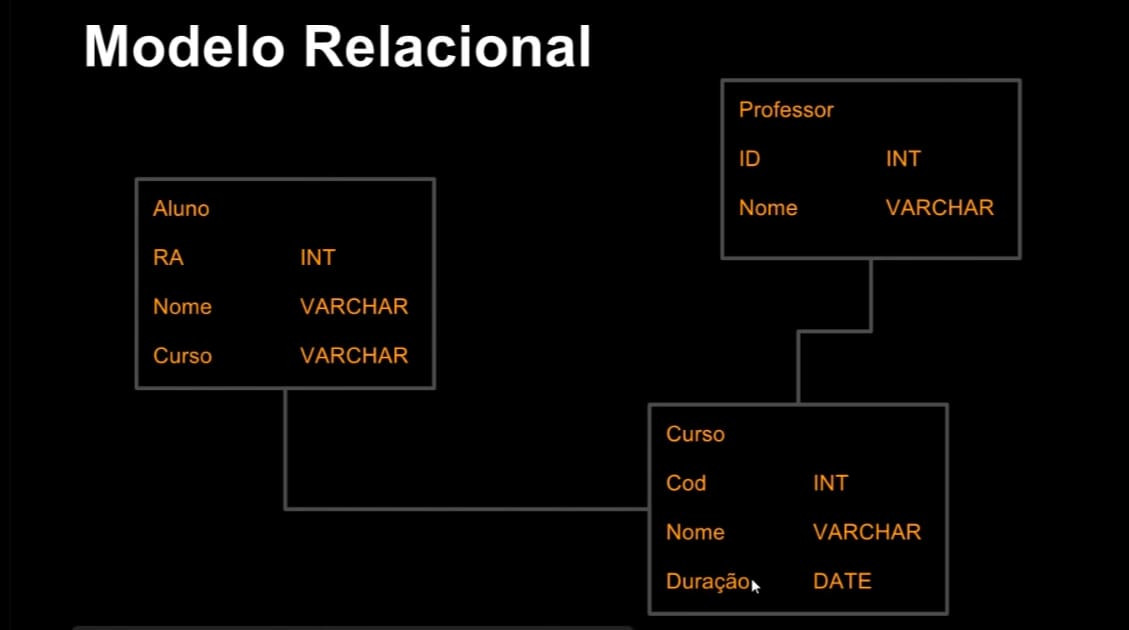 Modelo Relacional
Professor
ID INT
Nome VARCHAR
Aluno
RA INT
Nome VARCHAR
Curso VARCHAR
Curso
Cod INT
Nome VARCHAR
Duração DATE